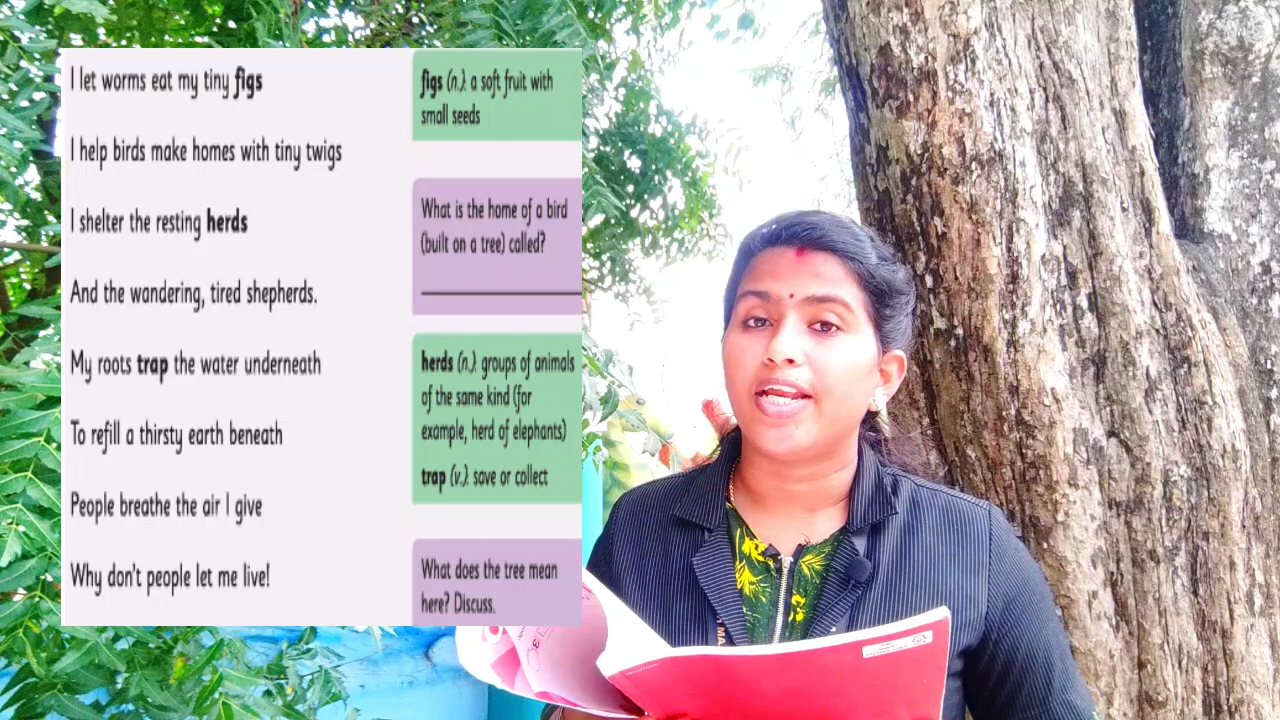 I let worms eat my tiny figs
I help birds make homes with tiny twigs
I shelter the resting herds
And the wandering, tired shepherds.
My roots trap the water underneath
To refill a thirsty earth beneath
People breathe the air I give
Why don't people let me live!
figs (n.): a soft fruit with
small seeds
What is the home of a bird
(built on a tree) called?
herds (n.): groups of animals
of the same kind (for
example, herd of elephants)
trap (v.): save or collect
What does the tree mean
here? Discuss.